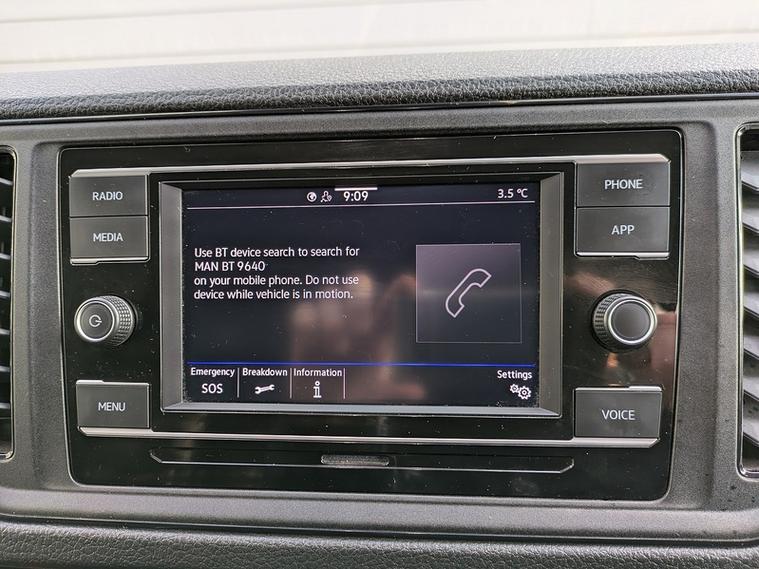 RADIO
MEDIA
MENU
9:09
3.5 °C
Use BT device search to search for
MAN BT 9640
on your mobile phone. Do not use
device while vehicle is in motion.
Emergency
SOS
Breakdown
Information
i
Settings
PHONE
APP
VOICE